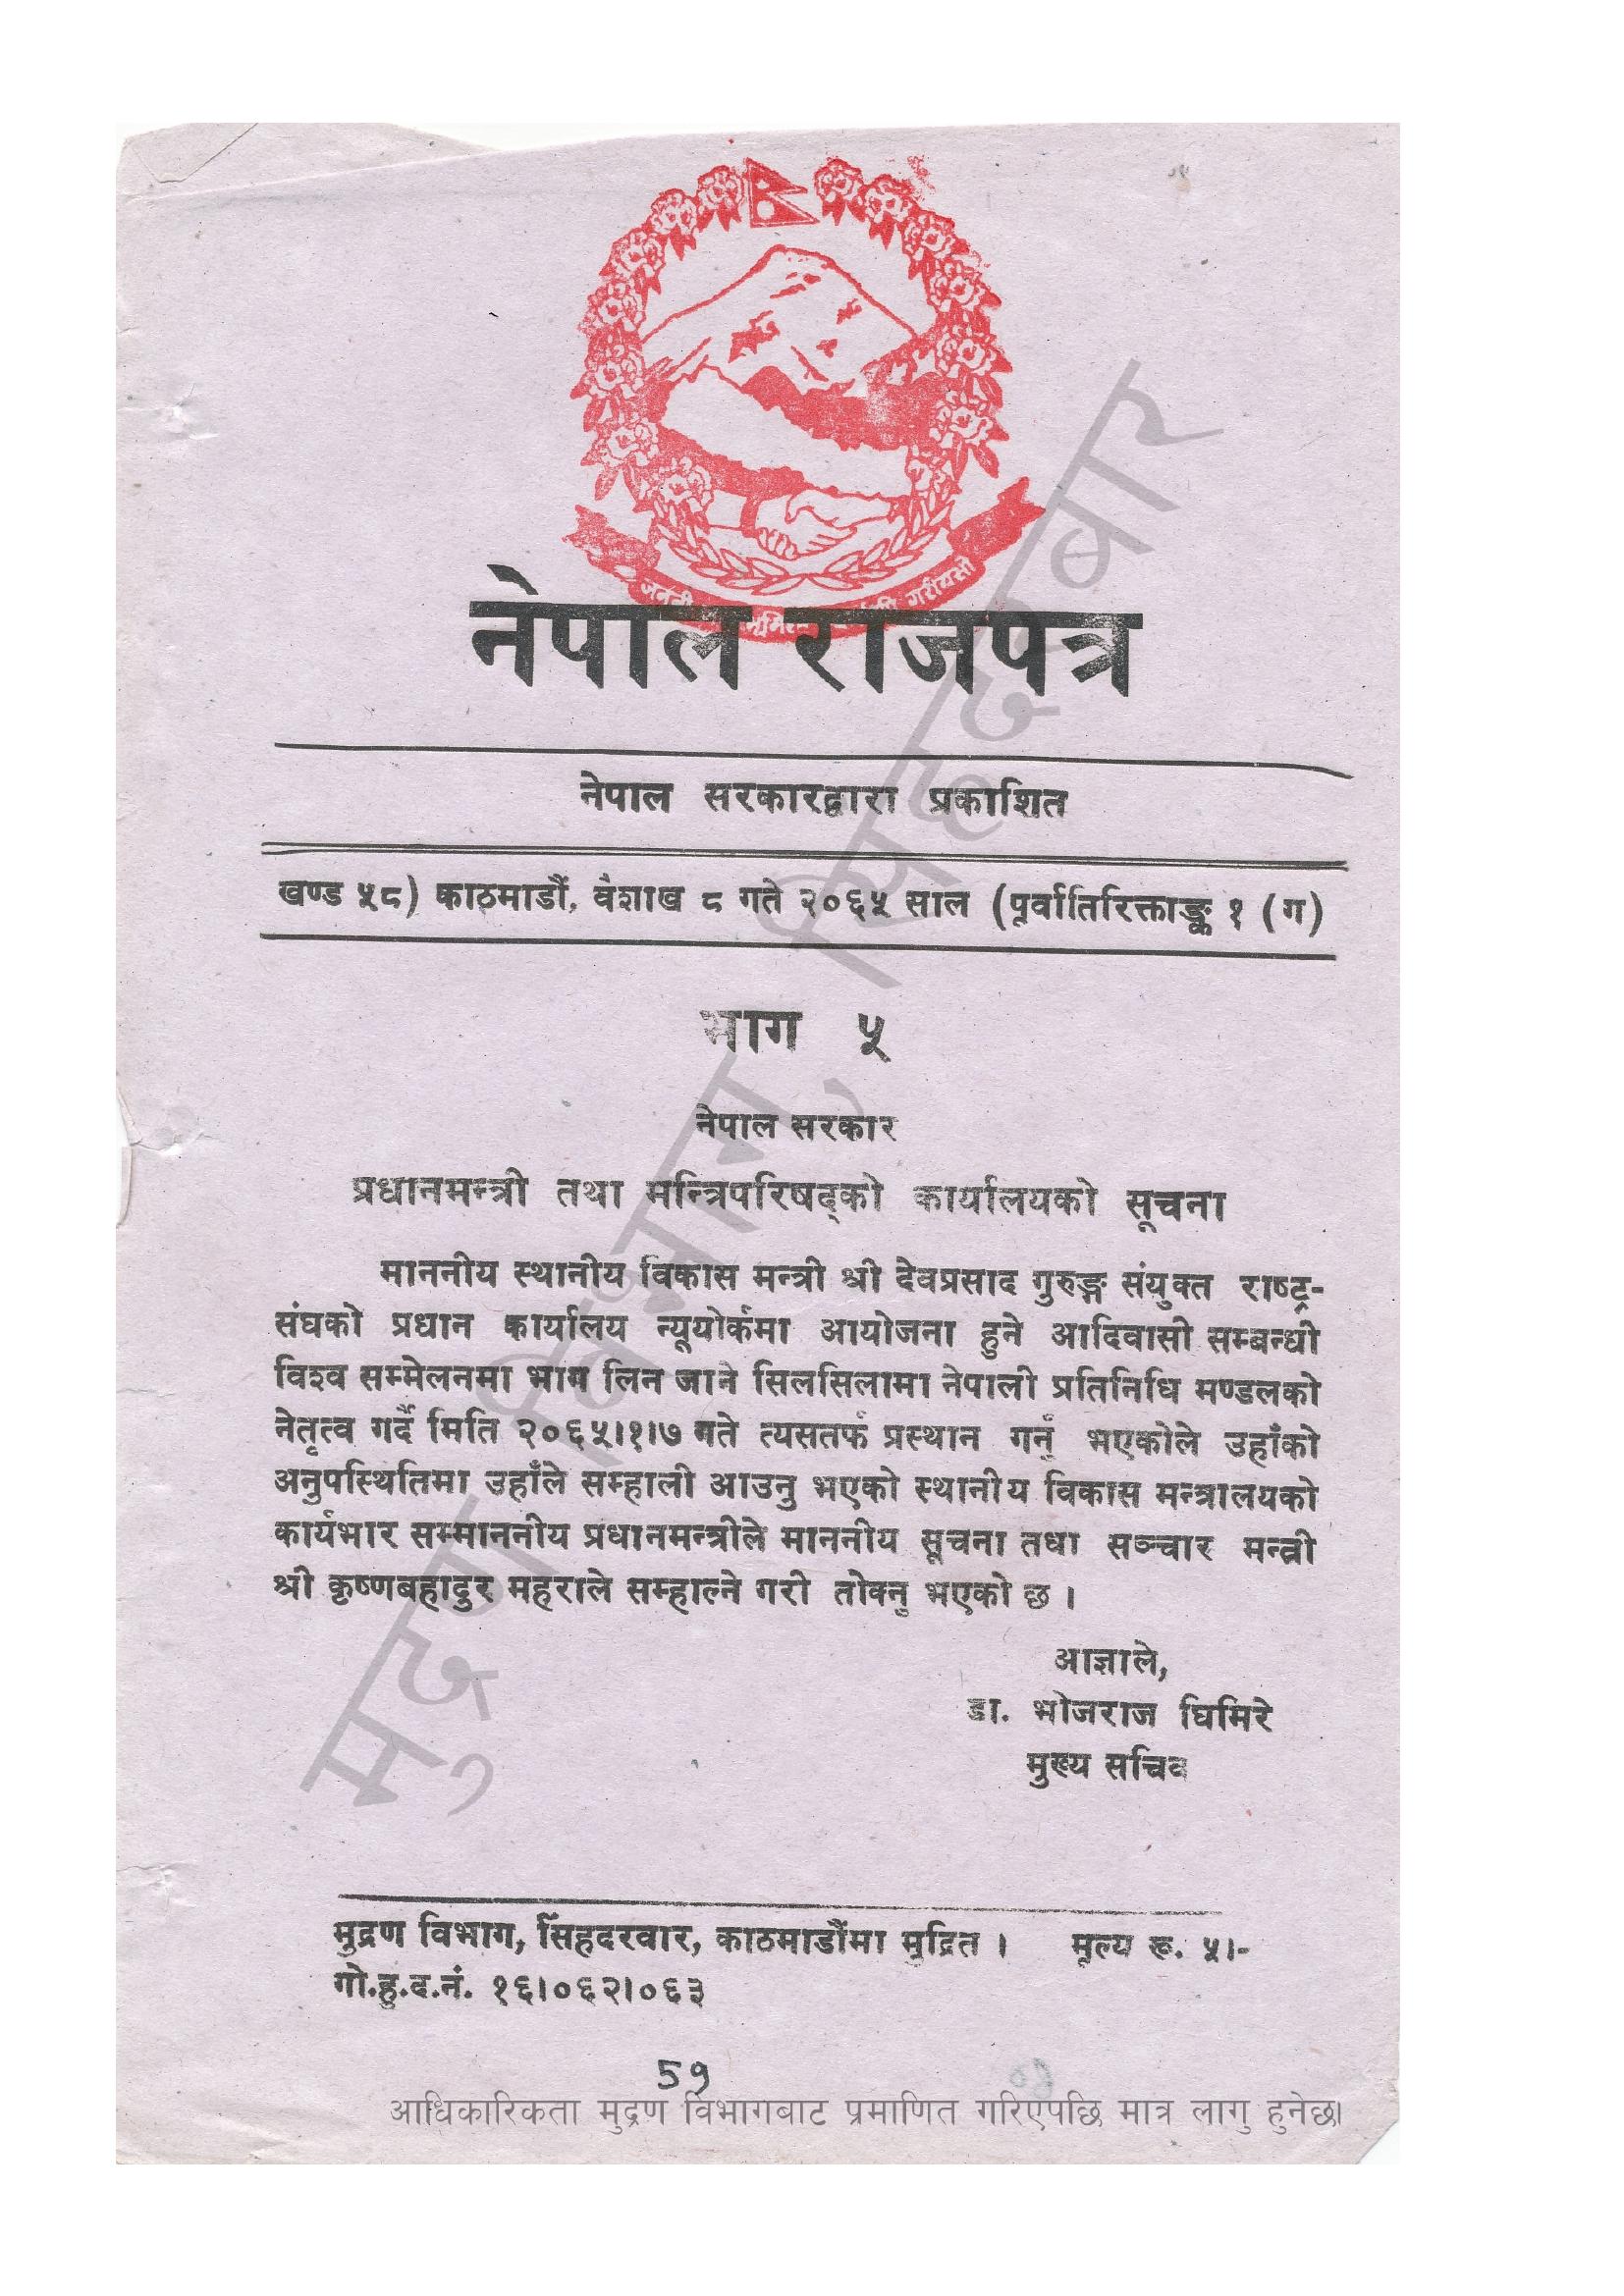 नेपाल राजपत्र
नेपाल सरकारद्वारा प्रकाशित
खण्ड ५८) काठमाडौं, वैशाख ८ गते २०६५ साल (पूर्वातिरिक्ताङ्क १ (ग)
भाग ५
नेपाल सरकार
प्रधानमन्त्री तथा मन्त्रिपरिषद्को कार्यालयको सूचना
माननीय स्थानीय विकास मन्त्री श्री देवप्रसाद गुरुङ्ग संयुक्त राष्ट्र-
संघको प्रधान कार्यालय न्यूयोर्कमा आयोजना हुने आदिवासी सम्बन्धी
विश्व सम्मेलनमा भाग लिन जाने सिलसिलामा नेपाली प्रतिनिधि मण्डलको
नेतृत्व गर्दै मिति २०६५।१।७ गते त्यसतर्फ प्रस्थान गर्नु भएकोले उहाँको
अनुपस्थितिमा उहाँले सम्हाली आउनु भएको स्थानीय विकास मन्त्रालयको
कार्यभार सम्माननीय प्रधानमन्त्रीले माननीय सूचना तथा सञ्चार मन्त्री
श्री कृष्णबहादुर महराले सम्हाल्ने गरी तोक्नु भएको छ ।
आज्ञाले,
डा. भोजराज घिमिरे
मुख्य सचिव
मुद्रण विभाग, सिंहदरवार, काठमाडौंमा मुद्रित । मूल्य रू. ५।-
गो.हु.द.नं. १६।०६२।०६३
59
आधिकारिकता मुद्रण विभागबाट प्रमाणित गरिएपछि मात्र लागु हुनेछ।
मुद्रण विभाग, सिंहदरबार